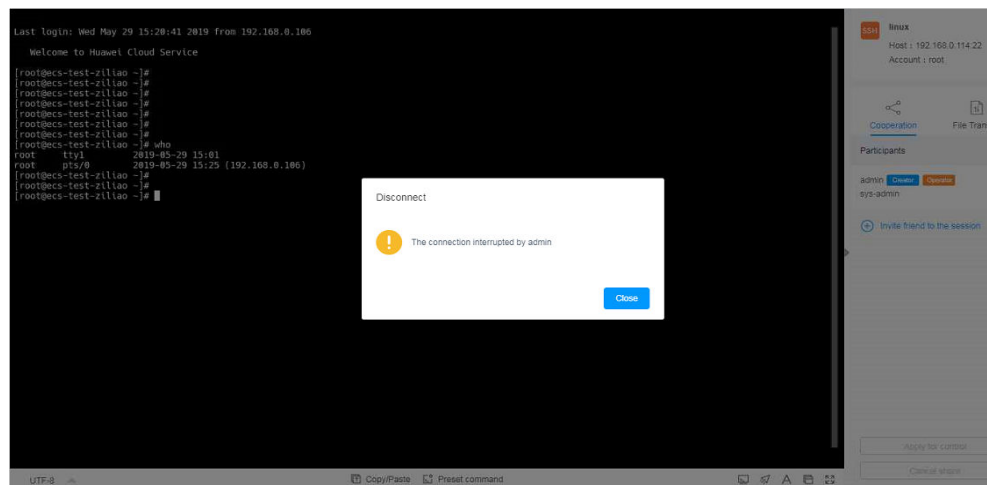 Last login: Wed May 29 15:20:41 2019 from 192.168.0.106
Welcome to Huawei Cloud Service
[root@ecs-test-ziliao ~]#
[root@ecs-test-ziliao ~]#
[root@ecs-test-ziliao ~]#
[root@ecs-test-ziliao ~]#
[root@ecs-test-ziliao ~]#
[root@ecs-test-ziliao ~]#
[root@ecs-test-ziliao ~]#
[root@ecs-test-ziliao ~]# who
root tty1 2019-05-29 15:01
root pts/0 2019-05-29 15:25 (192.168.0.106)
[root@ecs-test-ziliao ~]#
[root@ecs-test-ziliao ~]#
[root@ecs-test-ziliao ~]#
Disconnect
The connection interrupted by admin
Close
SSH linux
Host : 192.168.0.114:22
Account : root
Cooperation File Tran
Participants
admin Creator Operator
sys-admin
Invite friend to the session
Apply for control
Cancel share
UTF-8 Copy/Paste Preset command